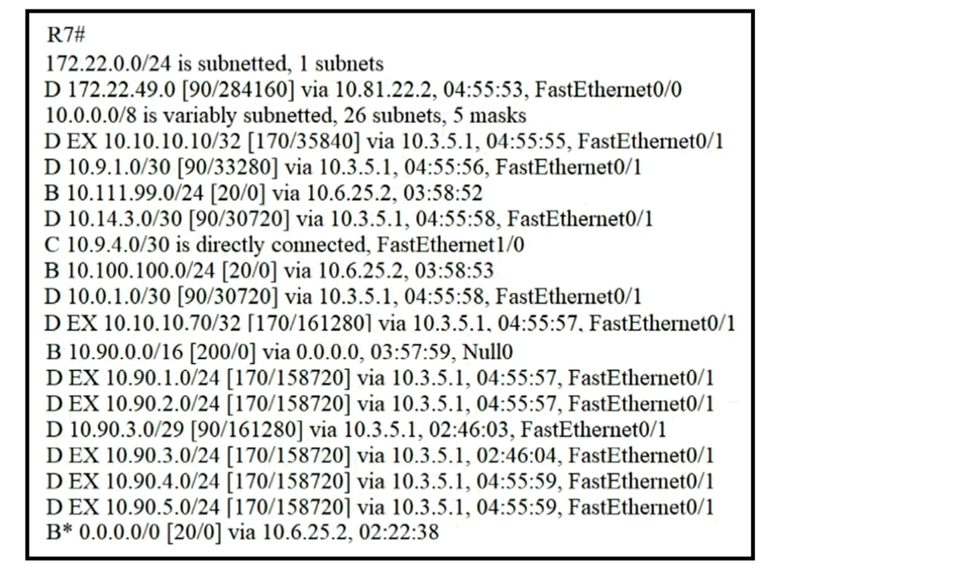 R7#
172.22.0.0/24 is subnetted, 1 subnets
D 172.22.49.0 [90/284160] via 10.81.22.2, 04:55:53, FastEthernet0/0
10.0.0.0/8 is variably subnetted, 26 subnets, 5 masks
D EX 10.10.10.10/32 [170/35840] via 10.3.5.1, 04:55:55, FastEthernet0/1
D 10.9.1.0/30 [90/33280] via 10.3.5.1, 04:55:56, FastEthernet0/1
B 10.111.99.0/24 [20/0] via 10.6.25.2, 03:58:52
D 10.14.3.0/30 [90/30720] via 10.3.5.1, 04:55:58, FastEthernet0/1
C 10.9.4.0/30 is directly connected, FastEthernet1/0
B 10.100.100.0/24 [20/0] via 10.6.25.2, 03:58:53
D 10.0.1.0/30 [90/30720] via 10.3.5.1, 04:55:58, FastEthernet0/1
D EX 10.10.10.70/32 [170/161280] via 10.3.5.1, 04:55:57, FastEthernet0/1
B 10.90.0.0/16 [200/0] via 0.0.0.0, 03:57:59, Null0
D EX 10.90.1.0/24 [170/158720] via 10.3.5.1, 04:55:57, FastEthernet0/1
D EX 10.90.2.0/24 [170/158720] via 10.3.5.1, 04:55:57, FastEthernet0/1
D 10.90.3.0/29 [90/161280] via 10.3.5.1, 02:46:03, FastEthernet0/1
D EX 10.90.3.0/24 [170/158720] via 10.3.5.1, 02:46:04, FastEthernet0/1
D EX 10.90.4.0/24 [170/158720] via 10.3.5.1, 04:55:59, FastEthernet0/1
D EX 10.90.5.0/24 [170/158720] via 10.3.5.1, 04:55:59, FastEthernet0/1
B* 0.0.0.0/0 [20/0] via 10.6.25.2, 02:22:38